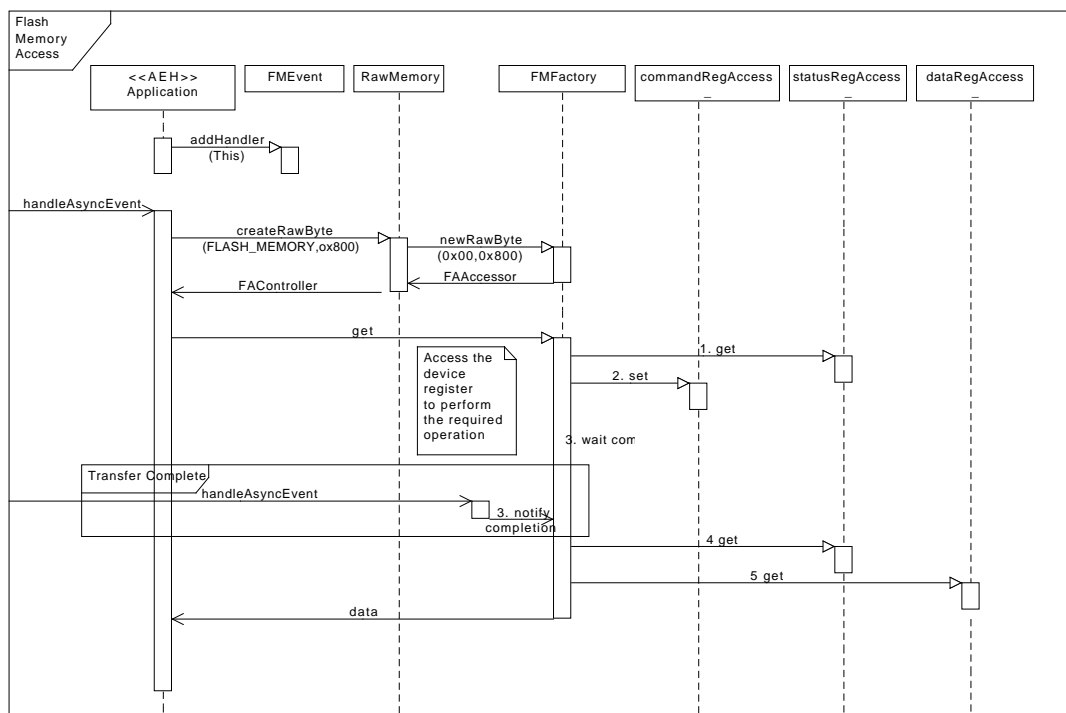 Flash
Memory
Access
<<AEH>>
Application
FMEvent
RawMemory
FMFactory
commandRegAccess
_
statusRegAccess
_
dataRegAccess
_
addHandler
(This)
handleAsyncEvent
createRawByte
(FLASH_MEMORY,ox800)
newRawByte
(0x00,0x800)
FAAccessor
FAController
get
Access the
device
register
to perform
the required
operation
1. get
2. set
3. wait com
Transfer Complete
handleAsyncEvent
3. notify
completion
4 get
5 get
data